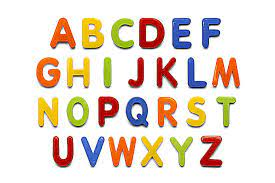 ABCDEF
GHIJKLM
NOPQRST
UVWXYZ